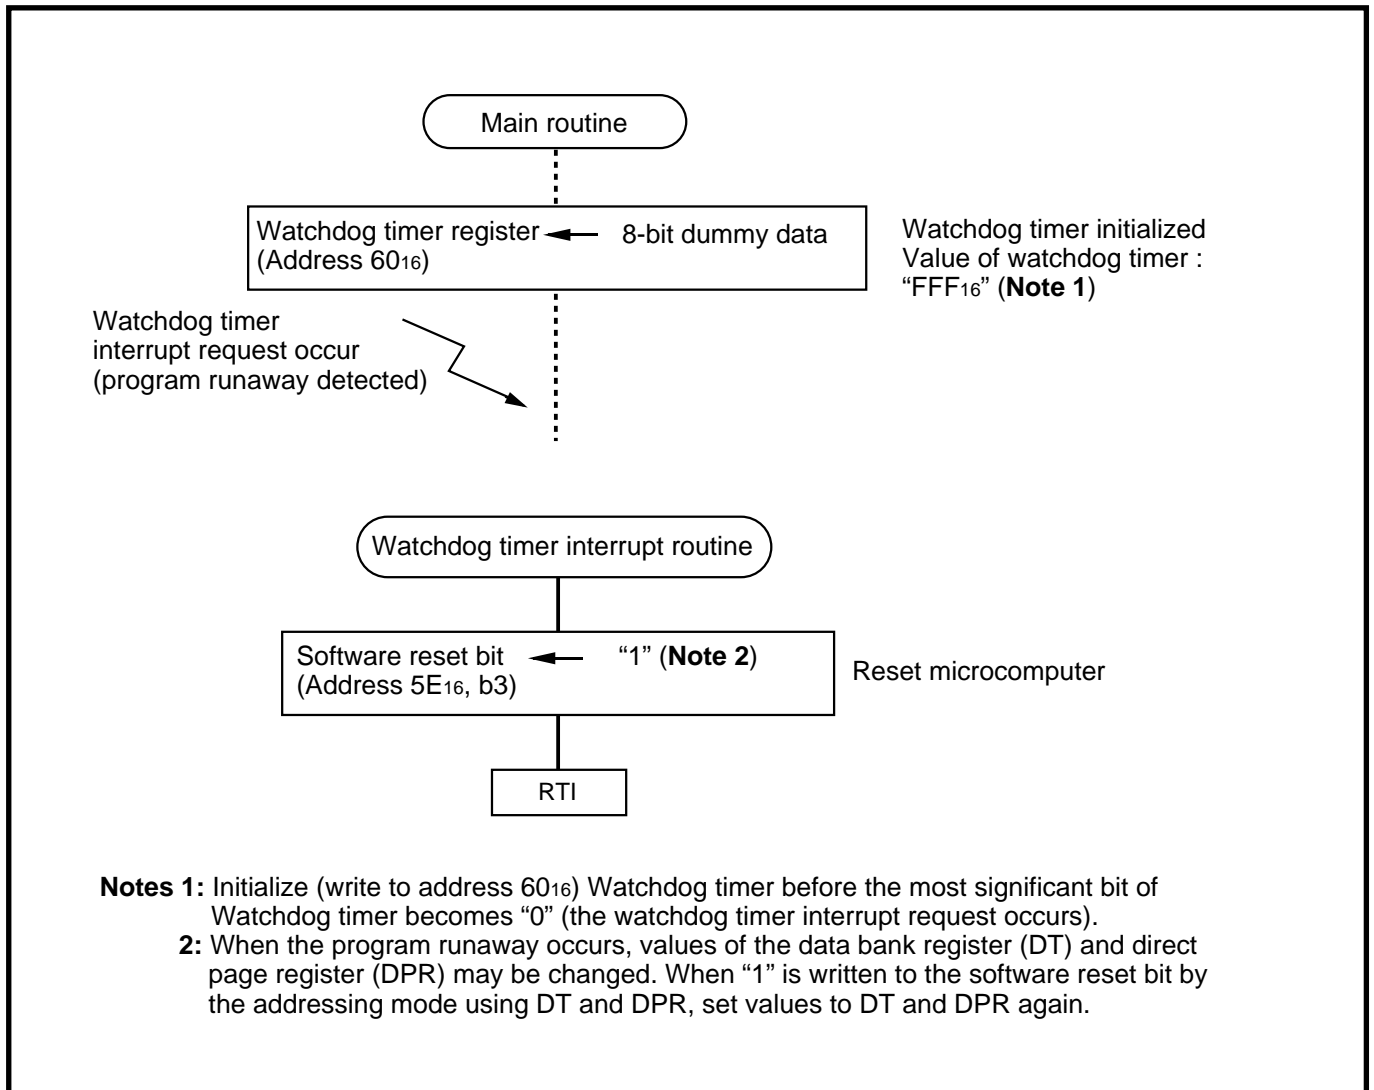 Main routine
Watchdog timer register
(Address 60₁₆)
8-bit dummy data
Watchdog timer initialized
Value of watchdog timer :
“FFF₁₆” (Note 1)
Watchdog timer
interrupt request occur
(program runaway detected)
Watchdog timer interrupt routine
Software reset bit
(Address 5E₁₆, b3)
“1” (Note 2)
Reset microcomputer
RTI
Notes 1: Initialize (write to address 60₁₆) Watchdog timer before the most significant bit of
Watchdog timer becomes “0” (the watchdog timer interrupt request occurs).
2: When the program runaway occurs, values of the data bank register (DT) and direct
page register (DPR) may be changed. When “1” is written to the software reset bit by
the addressing mode using DT and DPR, set values to DT and DPR again.